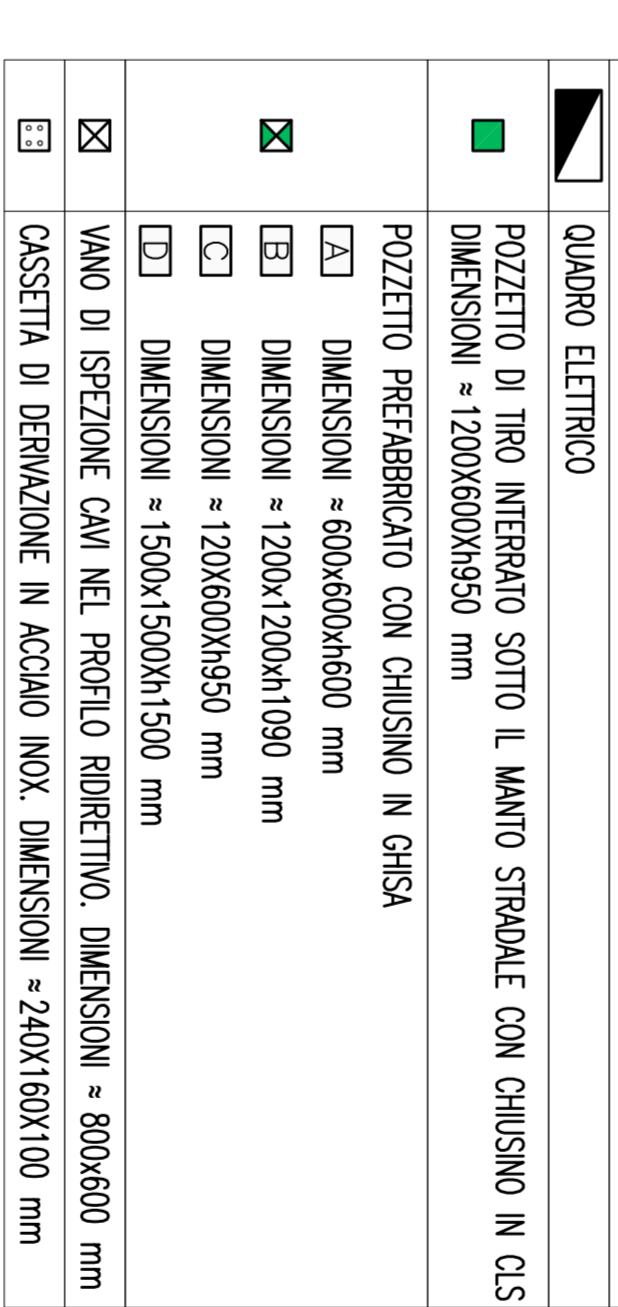 QUADRO ELETTRICO
POZZETTO DI TIRO INTERRATO SOTTO IL MANTO STRADALE CON CHIUSINO IN CLS
DIMENSIONI ≈1200X600Xh950 mm
POZZETTO PREFABBRICATO CON CHIUSINO IN GHISA
A DIMENSIONI ≈600x600xh600 mm
B DIMENSIONI ≈1200x1200xh1090 mm
C DIMENSIONI ≈120X600Xh950 mm
D DIMENSIONI ≈1500x1500Xh1500 mm
VANO DI ISPEZIONE CAVI NEL PROFILO RIDIRETTIVO. DIMENSIONI ≈ 800x600 mm
CASSETTA DI DERIVAZIONE IN ACCIAIO INOX. DIMENSIONI ≈240X160X100 mm